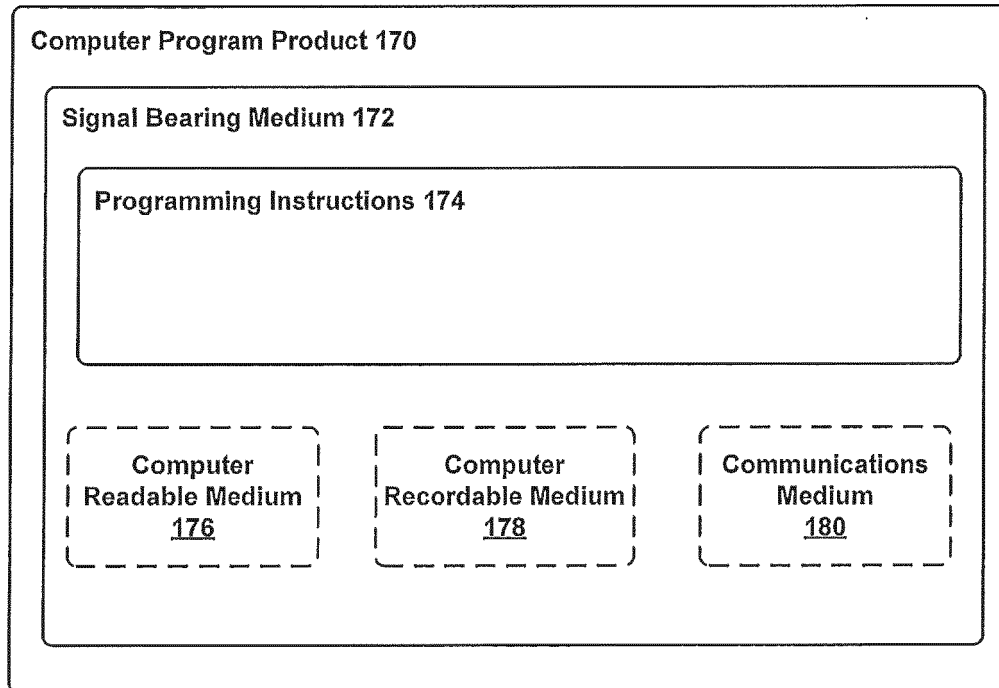 Computer Program Product 170
Signal Bearing Medium 172
Programming Instructions 174
Computer
Readable Medium
176
Computer
Recordable Medium
178
Communications
Medium
180